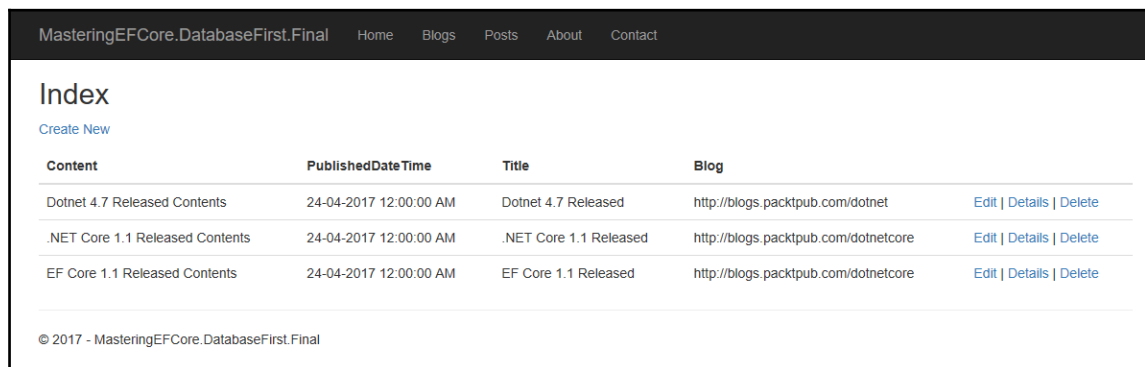 MasteringEFCore.DatabaseFirst.Final Home Blogs Posts About Contact
Index
Create New
Content PublishedDateTime Title Blog
Dotnet 4.7 Released Contents 24-04-2017 12:00:00 AM Dotnet 4.7 Released http://blogs.packtpub.com/dotnet Edit | Details | Delete
.NET Core 1.1 Released Contents 24-04-2017 12:00:00 AM .NET Core 1.1 Released http://blogs.packtpub.com/dotnetcore Edit | Details | Delete
EF Core 1.1 Released Contents 24-04-2017 12:00:00 AM EF Core 1.1 Released http://blogs.packtpub.com/dotnetcore Edit | Details | Delete
© 2017 - MasteringEFCore.DatabaseFirst.Final